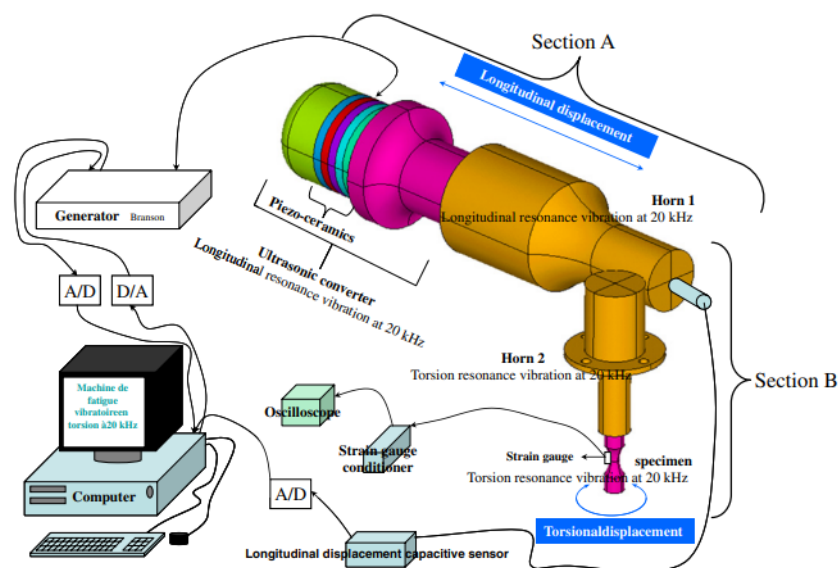 Section A
Longitudinal displacement
Horn 1
Longitudinal resonance vibration at 20 kHz
Generator Branson
Piezo-ceramics
Ultrasonic converter
Longitudinal resonance vibration at 20 kHz
A/D
D/A
Horn 2
Torsion resonance vibration at 20 kHz
Section B
Machine de
fatigue
vibratoireen
torsion à20 kHz
Oscilloscope
Strain gauge
conditioner
Strain gauge
specimen
Torsion resonance vibration at 20 kHz
Computer
A/D
Torsionaldisplacement
Longitudinal displacement capacitive sensor